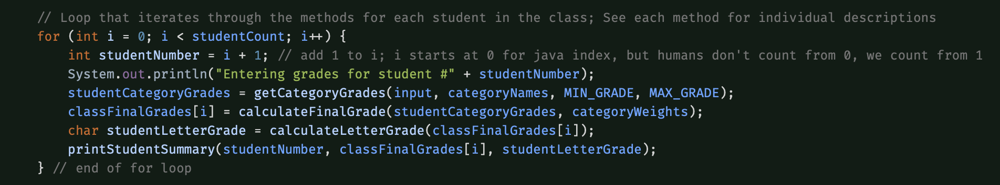 // Loop that iterates through the methods for each student in the class; See each method for individual descriptions
for (int i = 0; i < studentCount; i++) {
    int studentNumber = i + 1; // add 1 to i; i starts at 0 for java index, but humans don't count from 0, we count from 1
    System.out.println("Entering grades for student #" + studentNumber);
    studentCategoryGrades = getCategoryGrades(input, categoryNames, MIN_GRADE, MAX_GRADE);
    classFinalGrades[i] = calculateFinalGrade(studentCategoryGrades, categoryWeights);
    char studentLetterGrade = calculateLetterGrade(classFinalGrades[i]);
    printStudentSummary(studentNumber, classFinalGrades[i], studentLetterGrade);
} // end of for loop